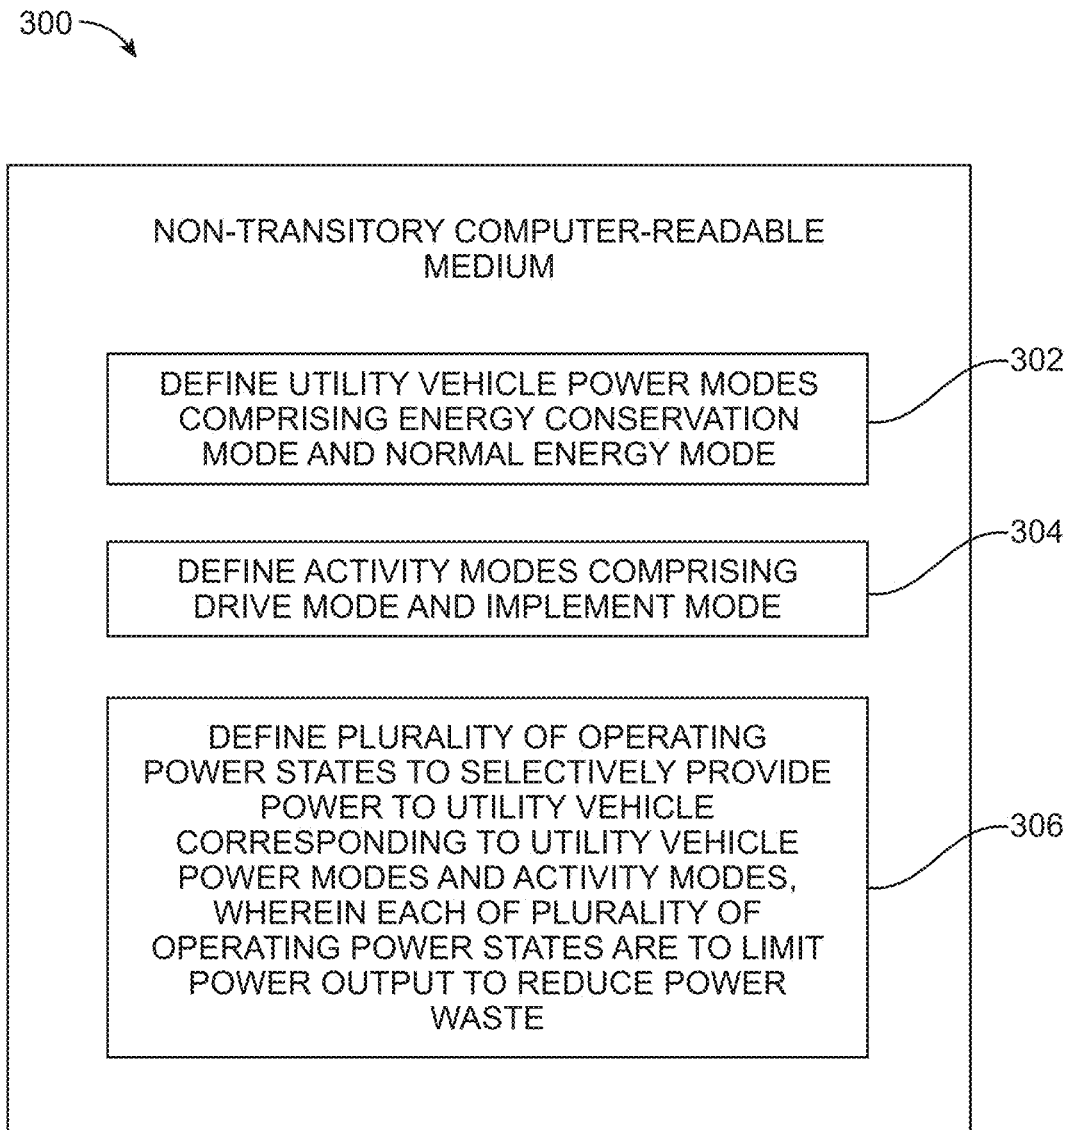 300
NON-TRANSITORY COMPUTER-READABLE
MEDIUM
302
DEFINE UTILITY VEHICLE POWER MODES
COMPRISING ENERGY CONSERVATION
MODE AND NORMAL ENERGY MODE
304
DEFINE ACTIVITY MODES COMPRISING
DRIVE MODE AND IMPLEMENT MODE
306
DEFINE PLURALITY OF OPERATING
POWER STATES TO SELECTIVELY PROVIDE
POWER TO UTILITY VEHICLE
CORRESPONDING TO UTILITY VEHICLE
POWER MODES AND ACTIVITY MODES,
WHEREIN EACH OF PLURALITY OF
OPERATING POWER STATES ARE TO LIMIT
POWER OUTPUT TO REDUCE POWER
WASTE